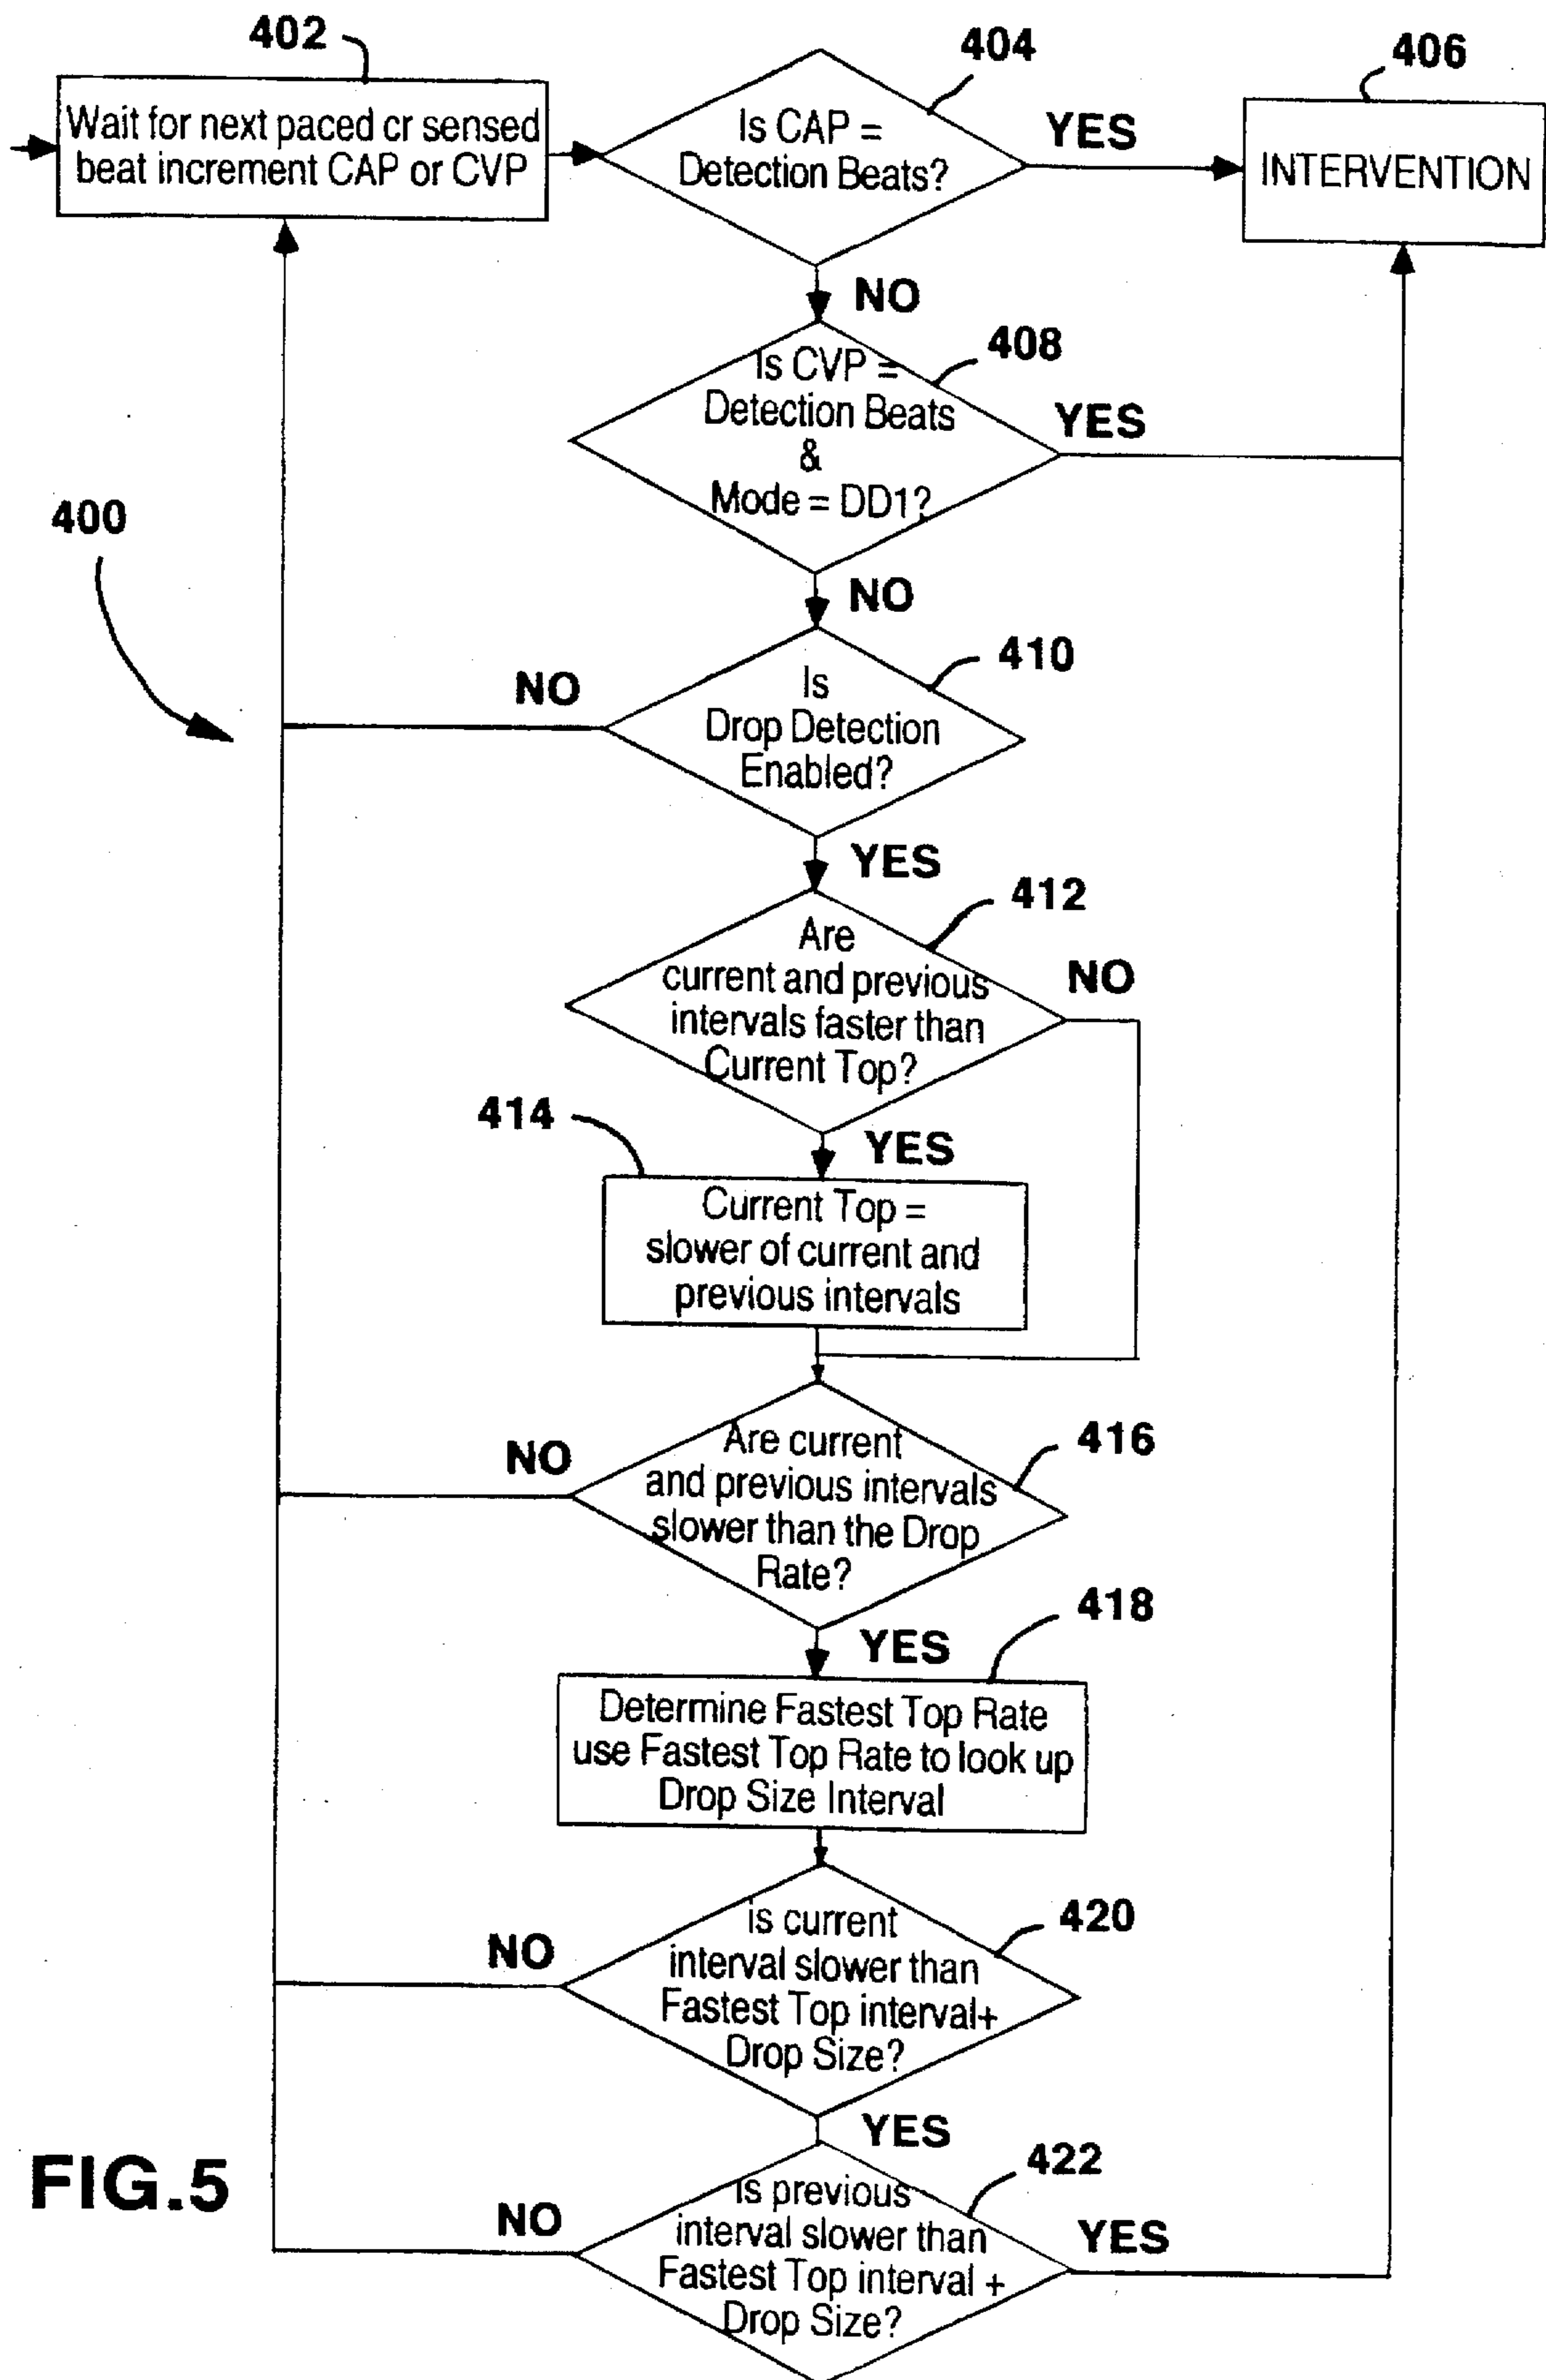 402
Wait for next paced cr sensed
beat increment CAP or CVP
404
Is CAP =
Detection Beats?
YES
406
INTERVENTION
NO
408
Is CVP =
Detection Beats
&
Mode = DD1?
YES
400
NO
410
NO
Is
Drop Detection
Enabled?
YES
412
Are
current and previous
intervals faster than
Current Top?
NO
414
YES
Current Top =
slower of current and
previous intervals
416
NO
Are current
and previous intervals
slower than the Drop
Rate?
418
YES
Determine Fastest Top Rate
use Fastest Top Rate to look up
Drop Size Interval
420
NO
is current
interval slower than
Fastest Top interval+
Drop Size?
YES
422
FIG.5
NO
is previous
interval slower than
Fastest Top interval +
Drop Size?
YES